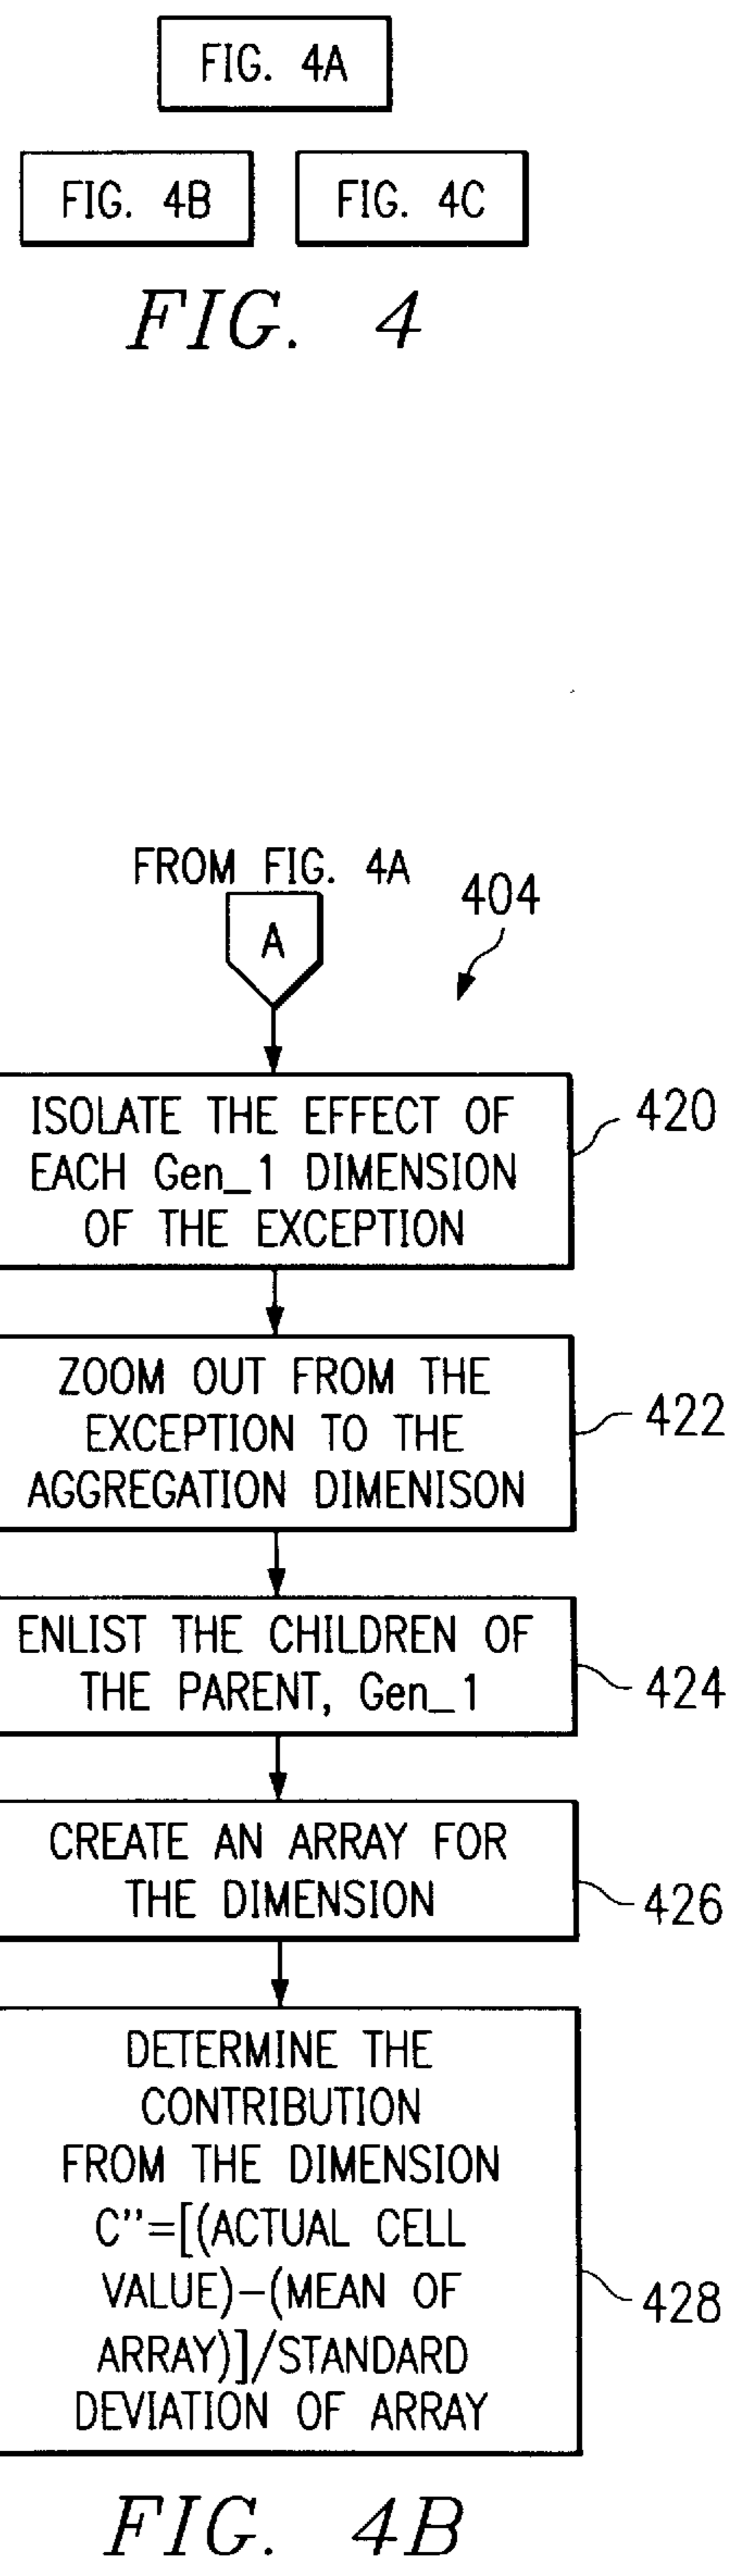 FIG. 4A
FIG. 4B
FIG. 4C
FIG. 4
FROM FIG. 4A
404
A
ISOLATE THE EFFECT OF
EACH Gen_1 DIMENSION
OF THE EXCEPTION
420
ZOOM OUT FROM THE
EXCEPTION TO THE
AGGREGATION DIMENISON
422
ENLIST THE CHILDREN OF
THE PARENT, Gen_1
424
CREATE AN ARRAY FOR
THE DIMENSION
426
DETERMINE THE
CONTRIBUTION
FROM THE DIMENSION
C"=[(ACTUAL CELL
VALUE)-(MEAN OF
ARRAY)]/STANDARD
DEVIATION OF ARRAY
428
FIG. 4B